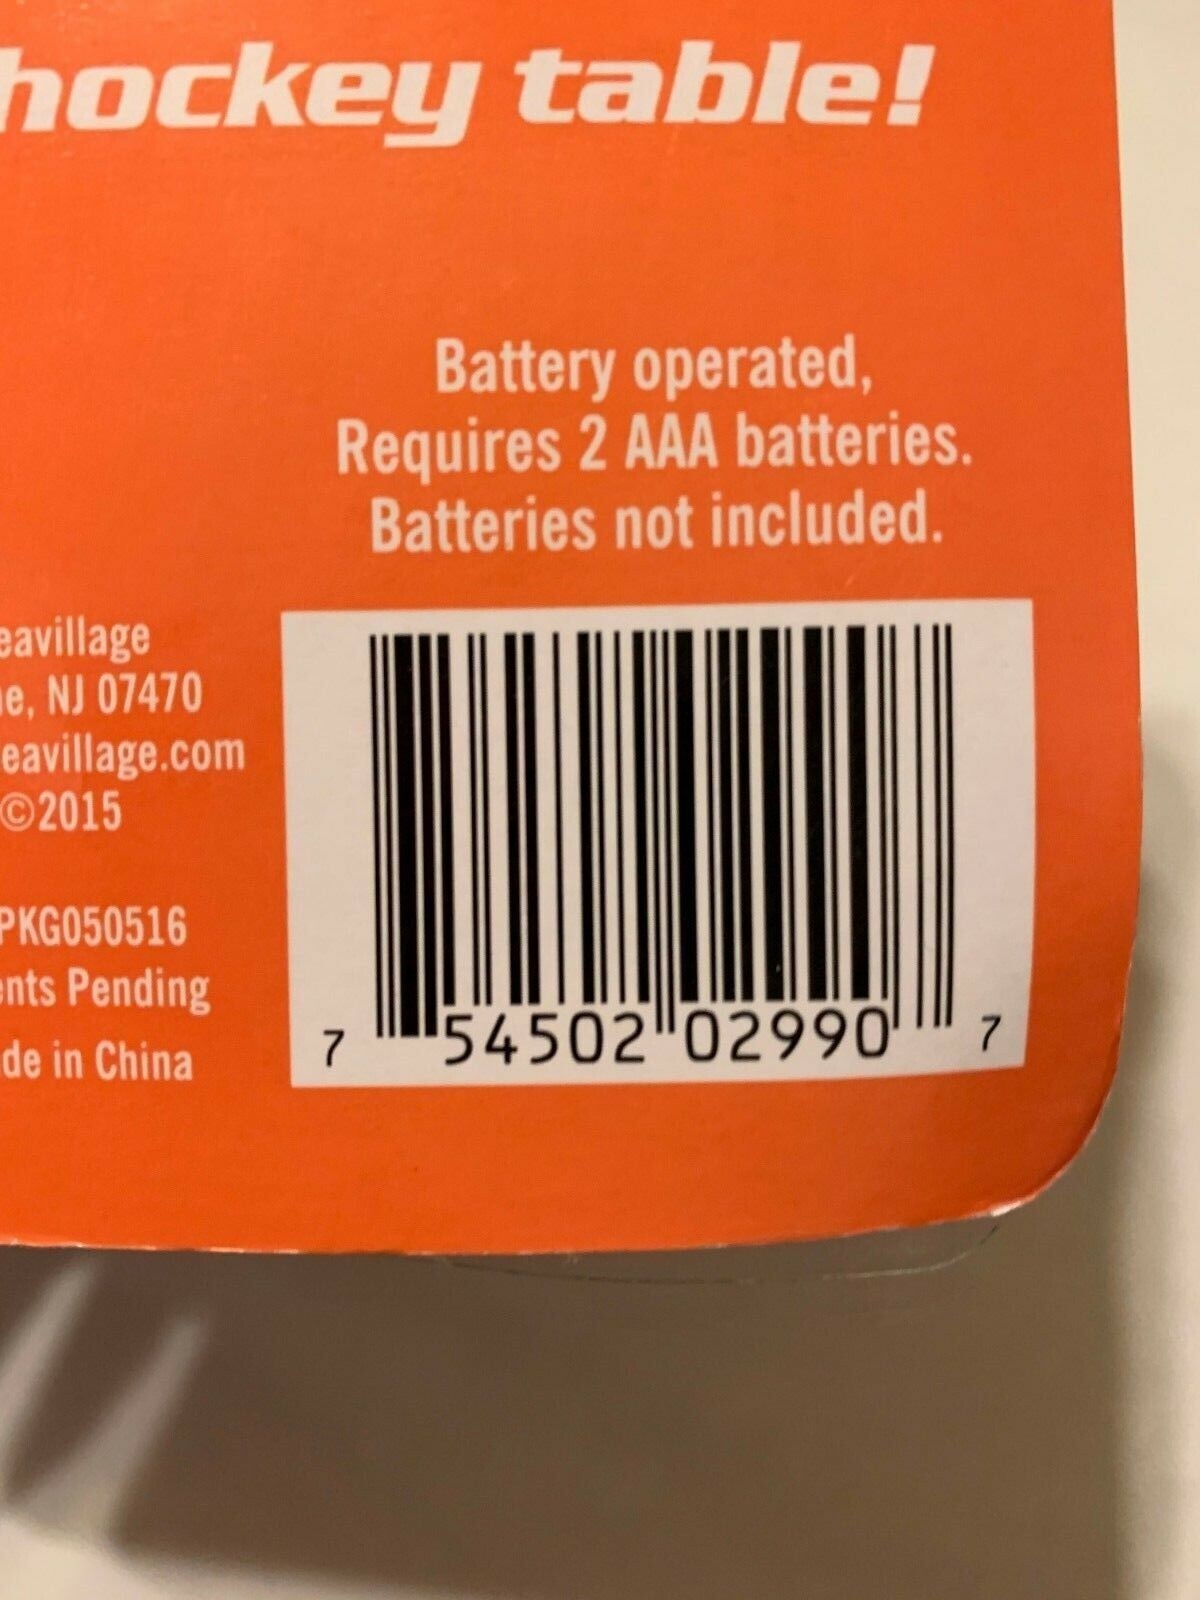 hockey table!
Battery operated,
Requires 2 AAA batteries.
Batteries not included.
eavillage
e, NJ 07470
eavillage.com
©2015
PKG050516
ents Pending
de in China
7 54502 02990 7